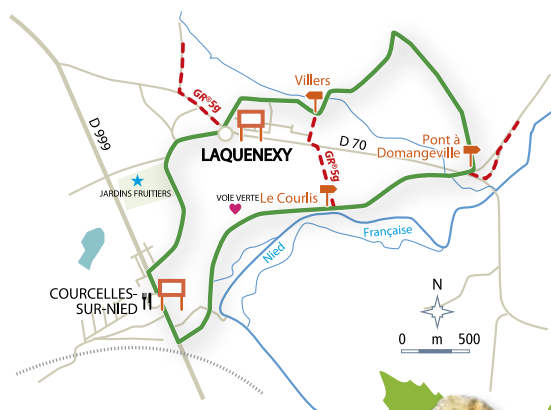 GR®5g
Villers
D 999
D 70
Pont à
Domangeville
LAQUENEXY
GR®5g
JARDINS FRUITIERS
VOIE VERTE
Le Courlis
Nied
Française
COURCELLES-
SUR-NIED
N
0 m 500